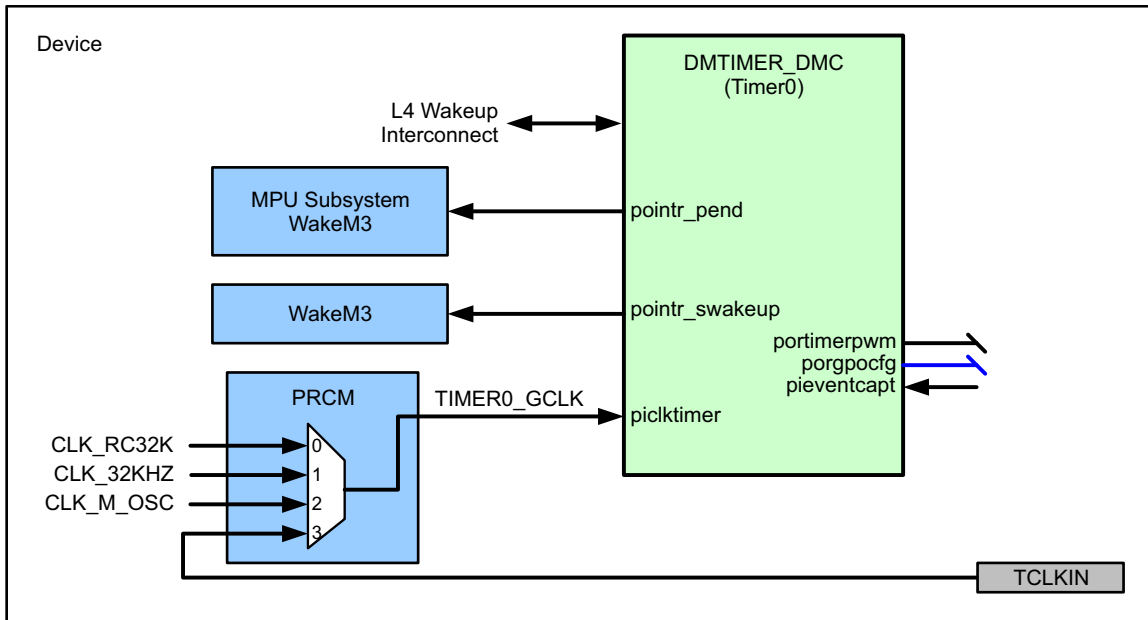 Device
DMTIMER_DMC
(Timer0)
L4 Wakeup
Interconnect
MPU Subsystem
WakeM3
pointr_pend
WakeM3
pointr_swakeup
portimerpwm
porgpocfg
pieventcapt
PRCM
TIMER0_GCLK
piclktimer
CLK_RC32K
0
CLK_32KHZ
1
CLK_M_OSC
2
3
TCLKIN